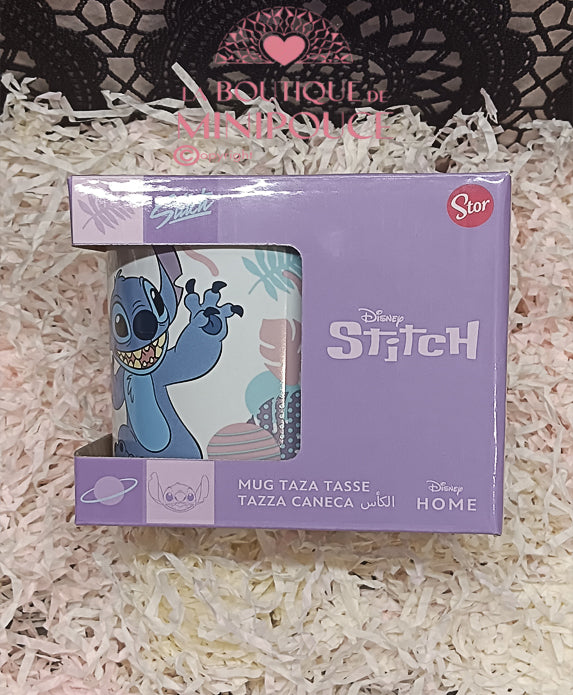 LA BOUTIQUE DE
MINIPOUCE
Stitch
Stor
Disney
STITCH
MUG TAZA TASSE
TAZZA CANECA الكأس
Disney
HOME